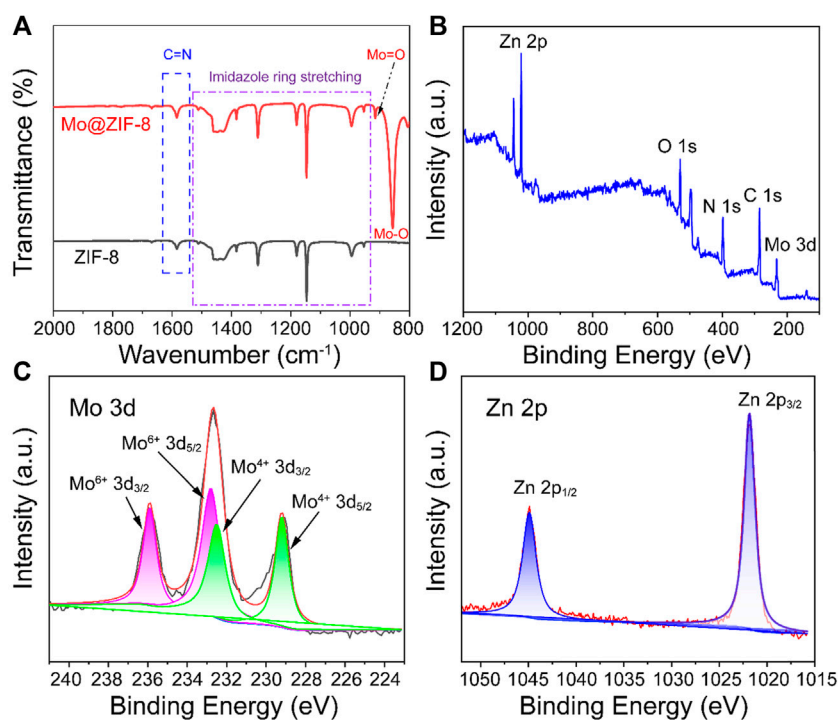 A
C=N
Mo=O
Imidazole ring stretching
Mo@ZIF-8
Mo-O
ZIF-8
Transmittance (%)
2000 1800 1600 1400 1200 1000 800
Wavenumber (cm⁻¹)
B
Zn 2p
O 1s
N 1s
C 1s
Mo 3d
Intensity (a.u.)
1200 1000 800 600 400 200
Binding Energy (eV)
C
Mo 3d
Mo⁶⁺ 3d₅/₂
Mo⁴⁺ 3d₃/₂
Mo⁶⁺ 3d₃/₂
Mo⁴⁺ 3d₅/₂
Intensity (a.u.)
240 238 236 234 232 230 228 226 224
Binding Energy (eV)
D
Zn 2p
Zn 2p₃/₂
Zn 2p₁/₂
Intensity (a.u.)
1050 1045 1040 1035 1030 1025 1020 1015
Binding Energy (eV)